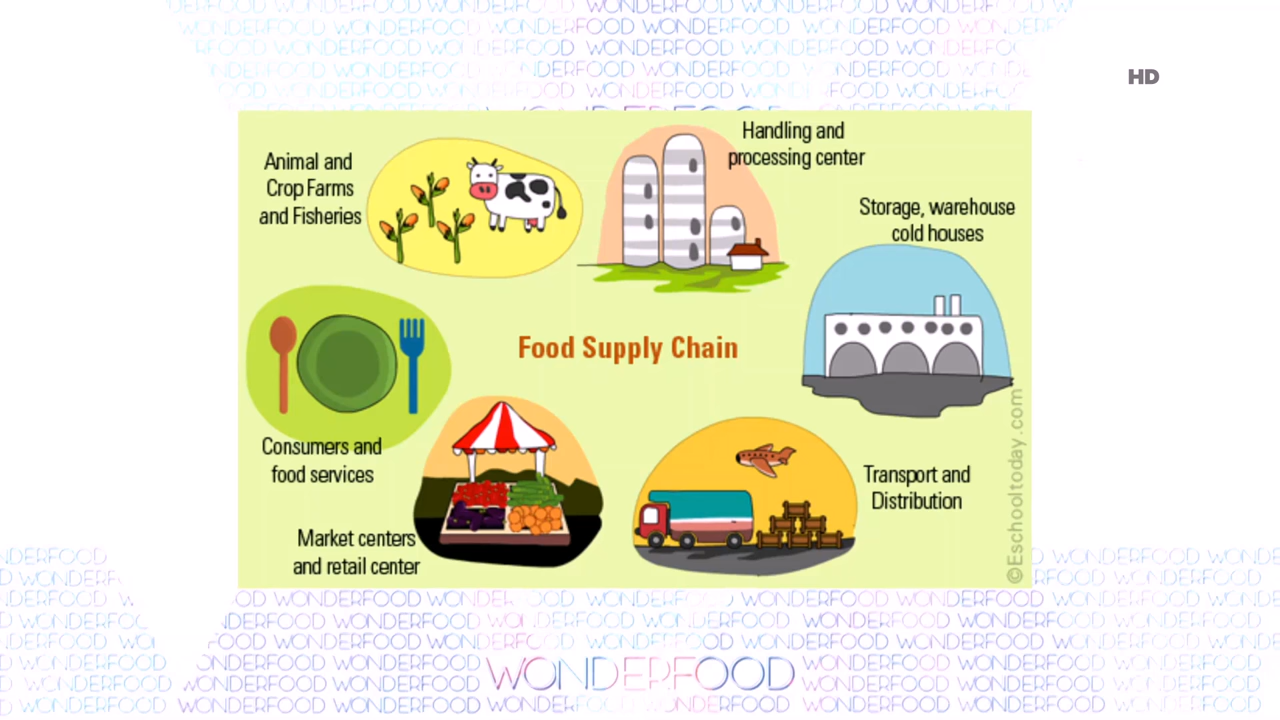 HD
Animal and
Crop Farms
and Fisheries
Handling and
processing center
Storage, warehouse
cold houses
Food Supply Chain
Consumers and
food services
Market centers
and retail center
Transport and
Distribution
©Eschooltoday.com
WONDERFOOD